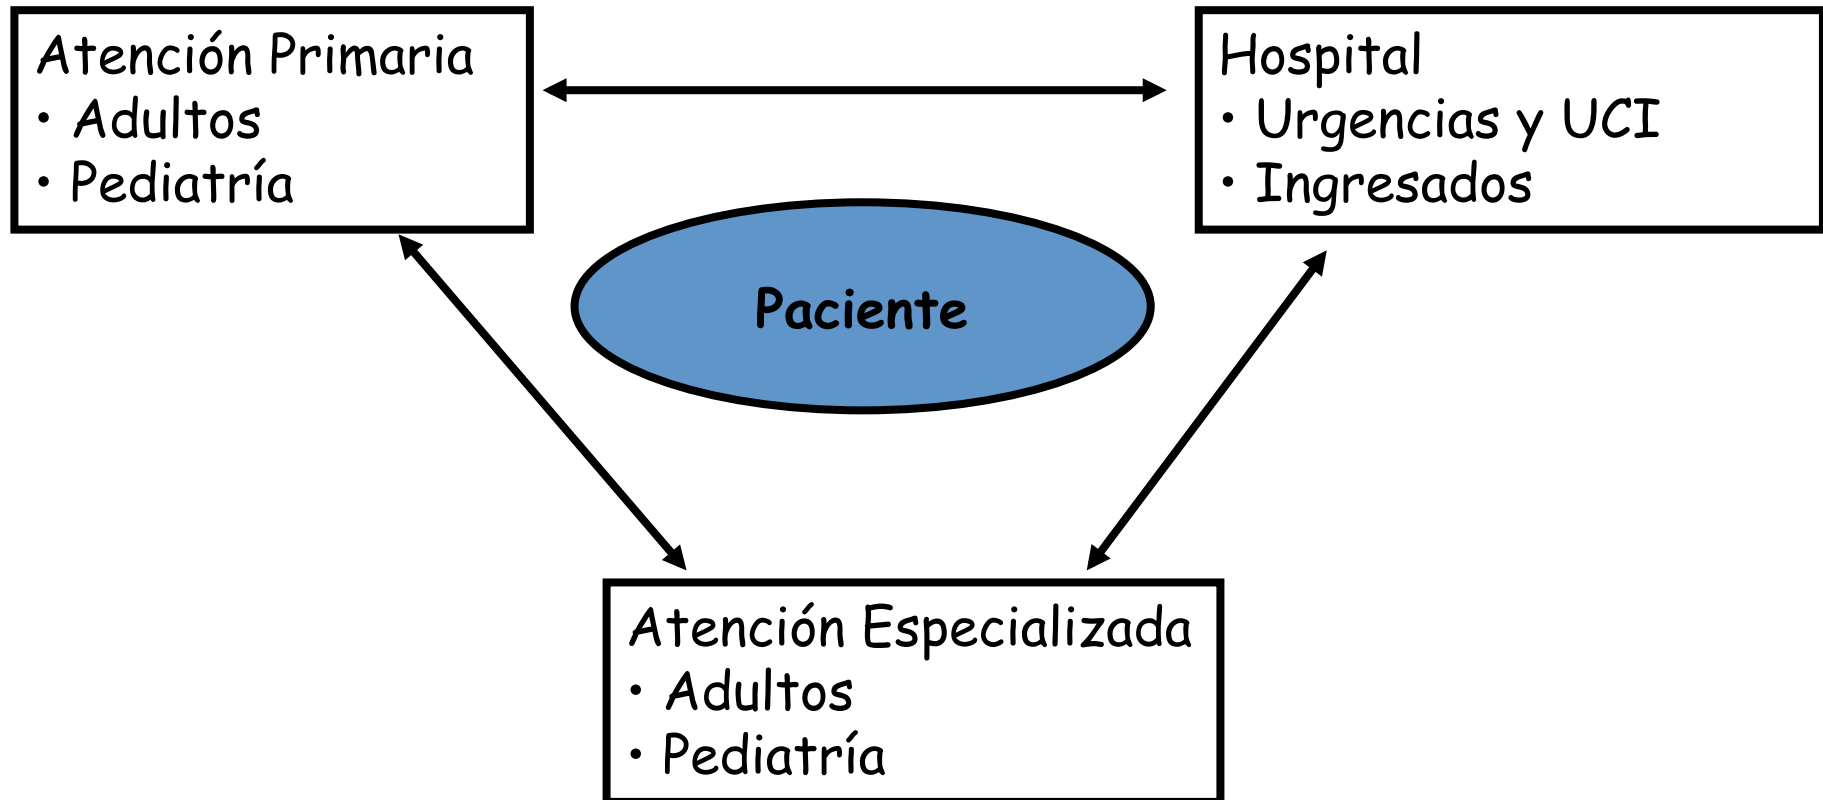 Atención Primaria
• Adultos
• Pediatría
Hospital
• Urgencias y UCI
• Ingresados
Paciente
Atención Especializada
• Adultos
• Pediatría